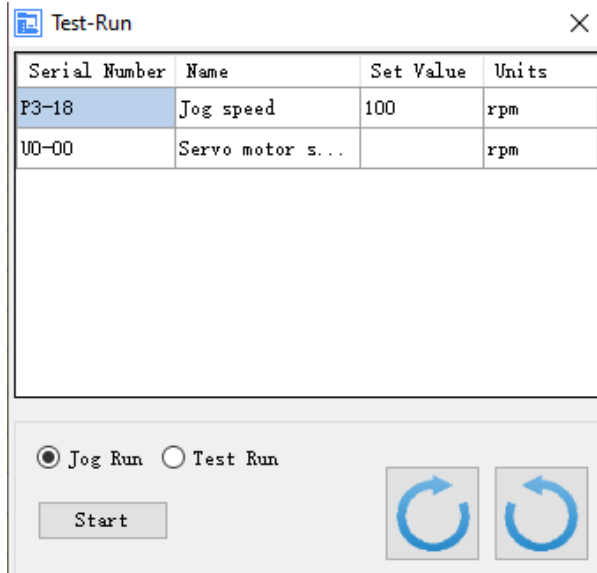 Test-Run
Serial Number Name Set Value Units
P3-18 Jog speed 100 rpm
U0-00 Servo motor s... rpm
Jog Run Test Run
Start